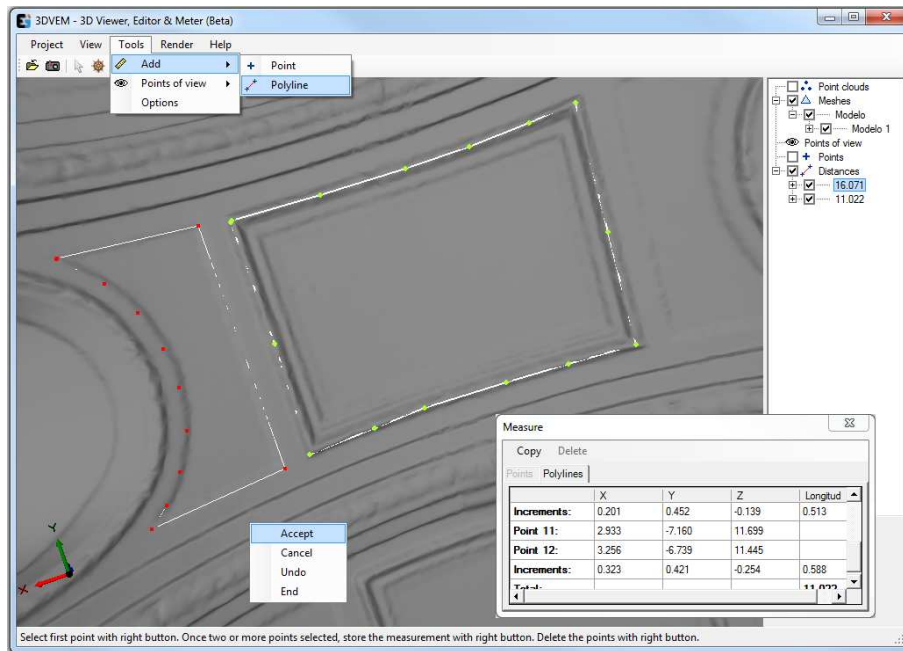 3DVEM - 3D Viewer, Editor & Meter (Beta)
Project View Tools Render Help
Add
Point
Points of view
Polyline
Options
Point clouds
Meshes
Modelo
Modelo 1
Points of view
Points
Distances
16.071
11.022
Measure
Copy Delete
Points Polylines
X Y Z Longitud
Increments: 0.201 0.452 -0.139 0.513
Point 11: 2.933 -7.160 11.699
Point 12: 3.256 -6.739 11.445
Increments: 0.323 0.421 -0.254 0.588
Total: 11.022
Accept
Cancel
Undo
End
Y
X
Select first point with right button. Once two or more points selected, store the measurement with right button. Delete the points with right button.